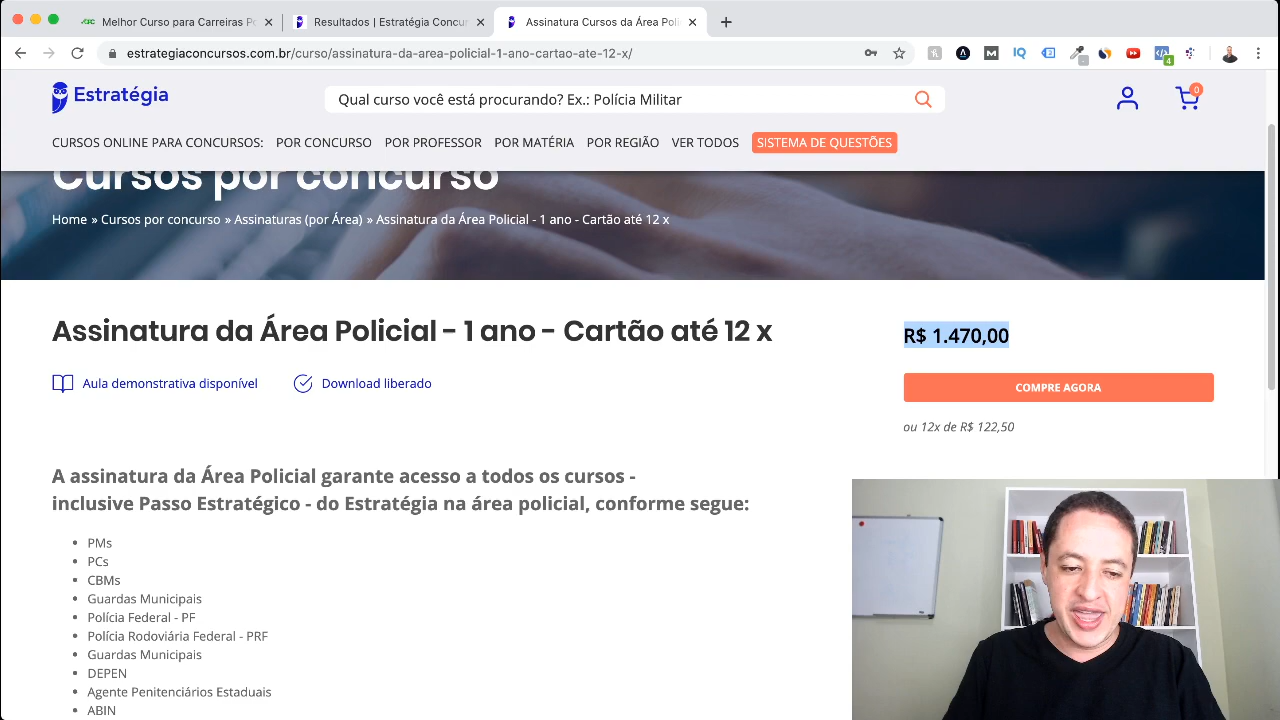 Melhor Curso para Carreiras Po
Resultados | Estratégia Concur
Assinatura Cursos da Área Poli
estrategiaconcursos.com.br/curso/assinatura-da-area-policial-1-ano-cartao-ate-12-x/
Estratégia
Qual curso você está procurando? Ex.: Polícia Militar
0
CURSOS ONLINE PARA CONCURSOS:
POR CONCURSO
POR PROFESSOR
POR MATÉRIA
POR REGIÃO
VER TODOS
SISTEMA DE QUESTÕES
Cursos por concurso
Home » Cursos por concurso » Assinaturas (por Área) » Assinatura da Área Policial - 1 ano - Cartão até 12 x
Assinatura da Área Policial - 1 ano - Cartão até 12 x
R$ 1.470,00
Aula demonstrativa disponível
Download liberado
COMPRE AGORA
ou 12x de R$ 122,50
A assinatura da Área Policial garante acesso a todos os cursos -
inclusive Passo Estratégico - do Estratégia na área policial, conforme segue:
PMs
PCs
CBMs
Guardas Municipais
Polícia Federal - PF
Polícia Rodoviária Federal - PRF
Guardas Municipais
DEPEN
Agente Penitenciários Estaduais
ABIN